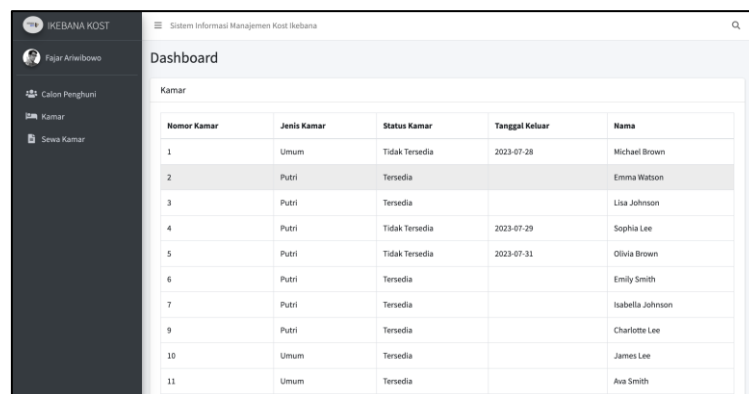 IKEBANA KOST
Sistem Informasi Manajemen Kost Ikebana
Fajar Ariwibowo
Dashboard
Calon Penghuni
Kamar
Sewa Kamar
Kamar
Nomor Kamar Jenis Kamar Status Kamar Tanggal Keluar Nama
1 Umum Tidak Tersedia 2023-07-28 Michael Brown
2 Putri Tersedia Emma Watson
3 Putri Tersedia Lisa Johnson
4 Putri Tidak Tersedia 2023-07-29 Sophia Lee
5 Putri Tidak Tersedia 2023-07-31 Olivia Brown
6 Putri Tersedia Emily Smith
7 Putri Tersedia Isabella Johnson
9 Putri Tersedia Charlotte Lee
10 Umum Tersedia James Lee
11 Umum Tersedia Ava Smith